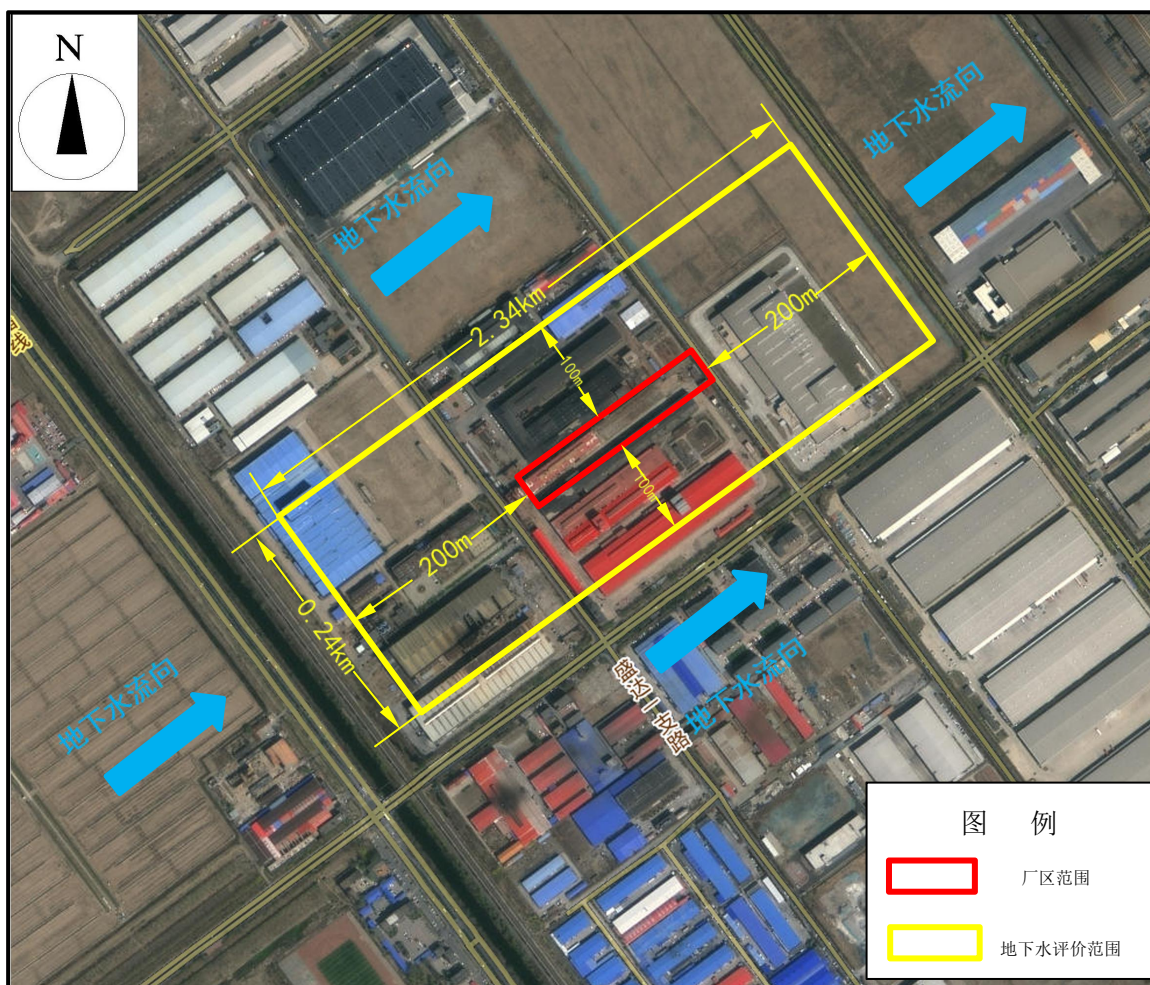 N
地下水流向
地下水流向
2.34km
200m
100m
100m
200m
0.24km
地下水流向
地下水流向
盛达一支路
线
图 例
厂区范围
地下水评价范围